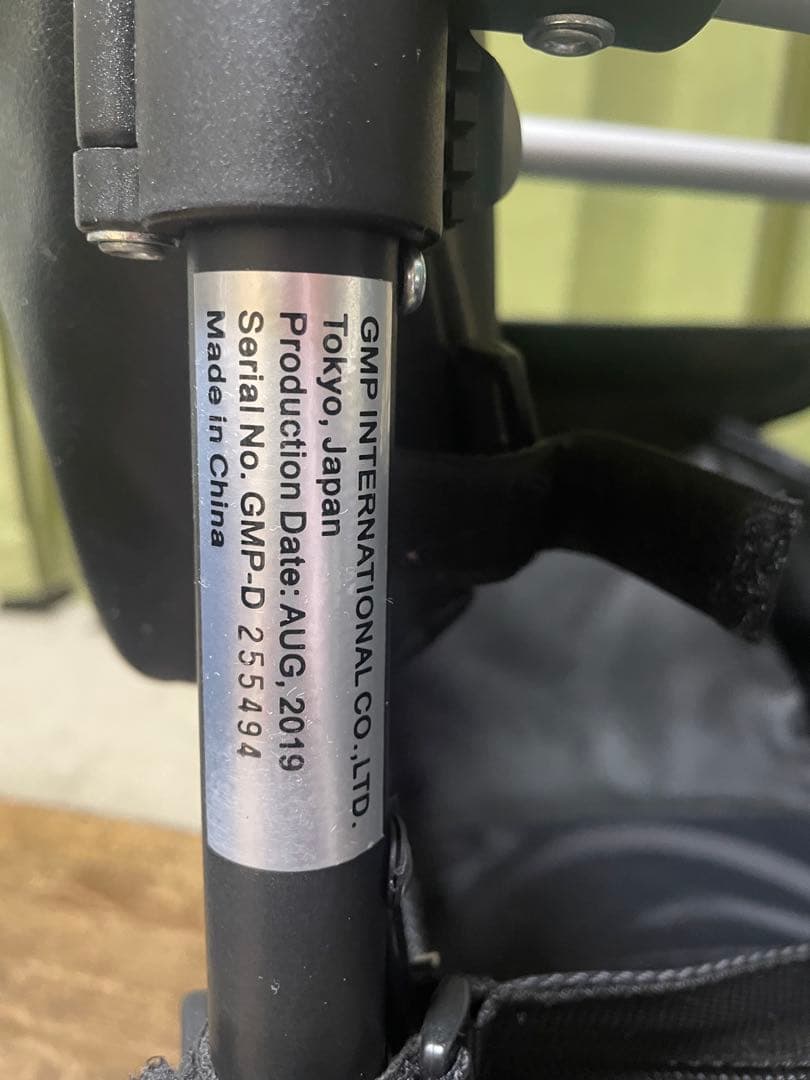 GMP INTERNATIONAL CO.,LTD.
Tokyo, Japan
Production Date: AUG, 2019
Serial No. GMP-D 255494
Made in China